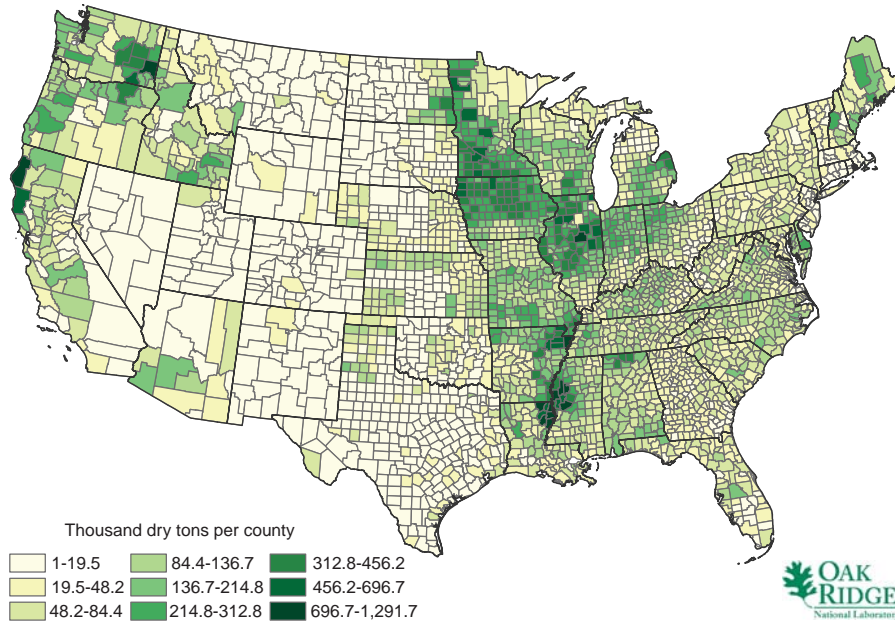 Thousand dry tons per county
1-19.5 84.4-136.7 312.8-456.2
19.5-48.2 136.7-214.8 456.2-696.7
48.2-84.4 214.8-312.8 696.7-1,291.7
OAK
RIDGE
National Laborator